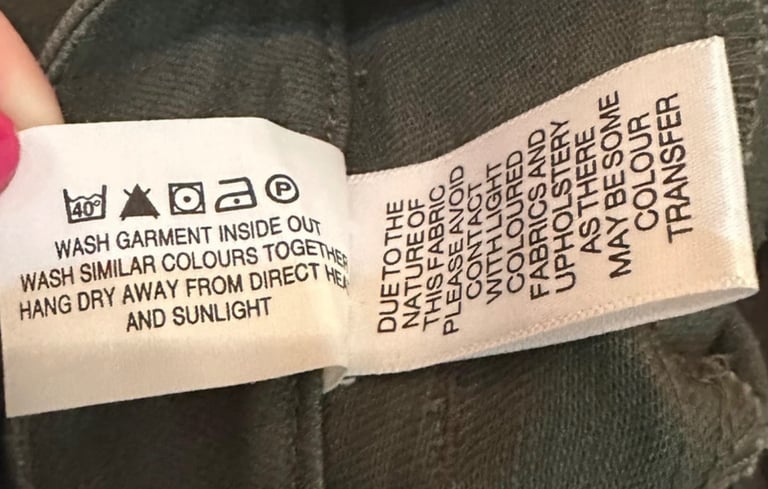 40° P
WASH GARMENT INSIDE OUT
WASH SIMILAR COLOURS TOGETHER
HANG DRY AWAY FROM DIRECT HEA
AND SUNLIGHT
DUE TO THE
NATURE OF
THIS FABRIC
PLEASE AVOID
CONTACT
WITH LIGHT
COLOURED
FABRICS AND
UPHOLSTERY
AS THERE
MAY BE SOME
COLOUR
TRANSFER